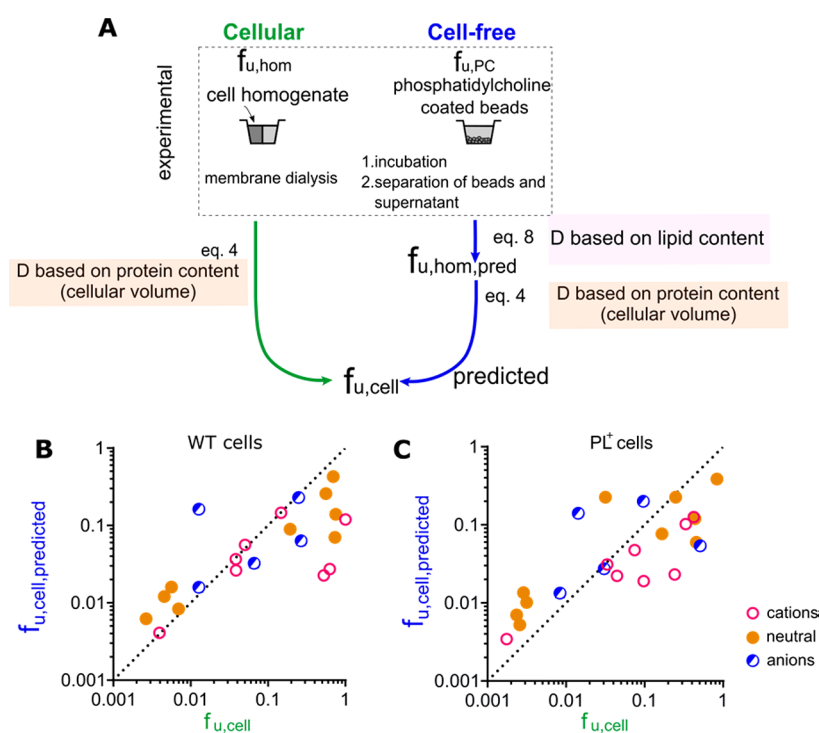 A
Cellular
Cell-free
experimental
fu,hom
cell homogenate
membrane dialysis
fu,PC
phosphatidylcholine
coated beads
1.incubation
2.separation of beads and
supernatant
eq. 4
D based on protein content
(cellular volume)
eq. 8
D based on lipid content
fu,hom,pred
eq. 4
D based on protein content
(cellular volume)
fu,cell
predicted
B
WT cells
fu,cell,predicted
1
0.1
0.01
0.001
0.001
0.01
0.1
1
fu,cell
C
PL+ cells
fu,cell,predicted
1
0.1
0.01
0.001
0.001
0.01
0.1
1
fu,cell
cations
neutral
anions